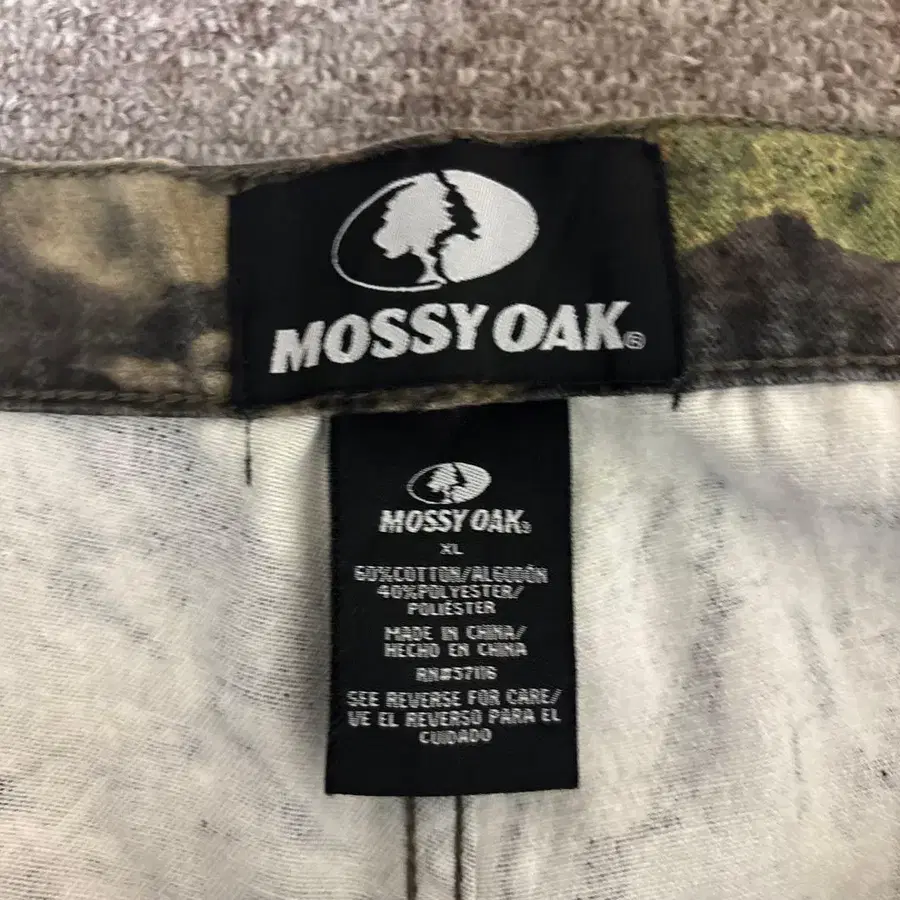 MOSSY OAK®
MOSSY OAK®
XL
60%COTTON/ALGODÓN
40%POLYESTER/
POLIÉSTER
MADE IN CHINA/
HECHO EN CHINA
RN#57116
SEE REVERSE FOR CARE/
VE EL REVERSO PARA EL
CUIDADO